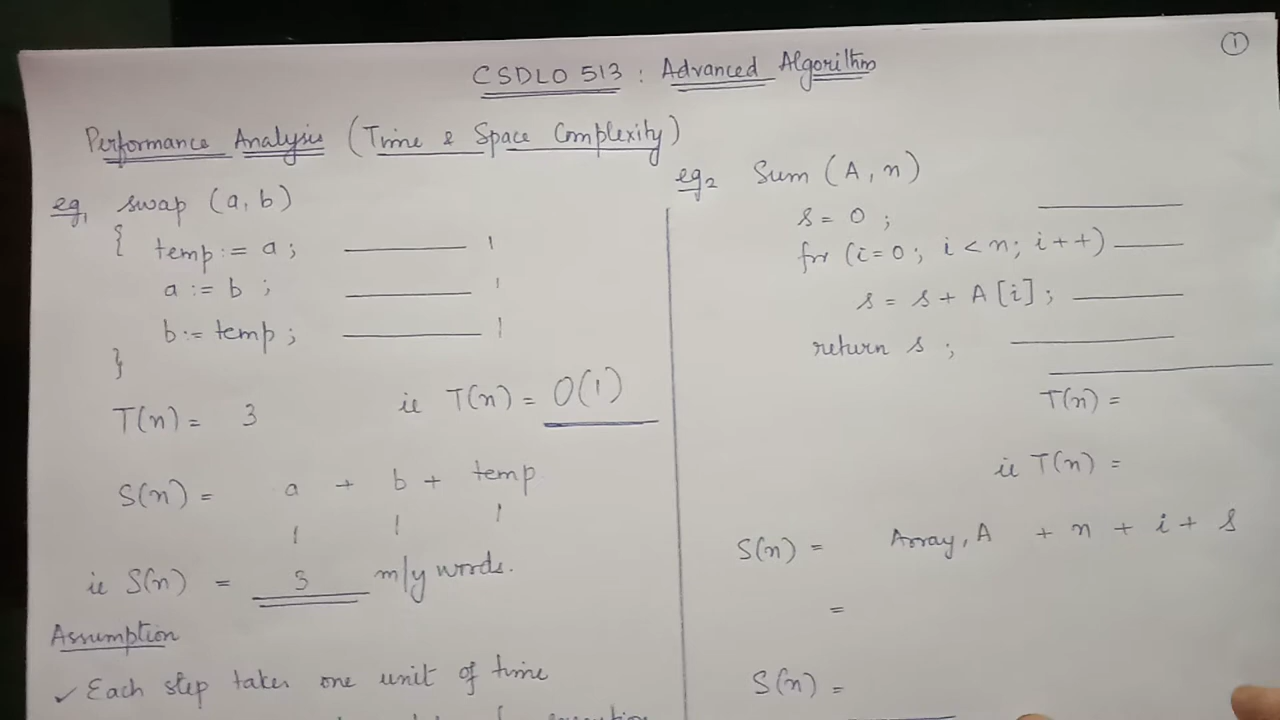 1
CSDLO 513 : Advanced Algorithm
Performance Analysis (Time & Space Complexity)
eg1 swap (a, b)
{ temp := a ; 1
a := b ; 1
b := temp ; 1
}
T(n) = 3 ie T(n) = O(1)
S(n) = a + b + temp
1 1 1
ie S(n) = 3 m/y words.
Assumption
✓ Each step takes one unit of time
eg2 Sum (A, n)
s = 0 ;
for (i=0 ; i < n; i++)
s = s + A[i] ;
return s ;
T(n) =
ie T(n) =
S(n) = Array, A + n + i + s
=
S(n) =